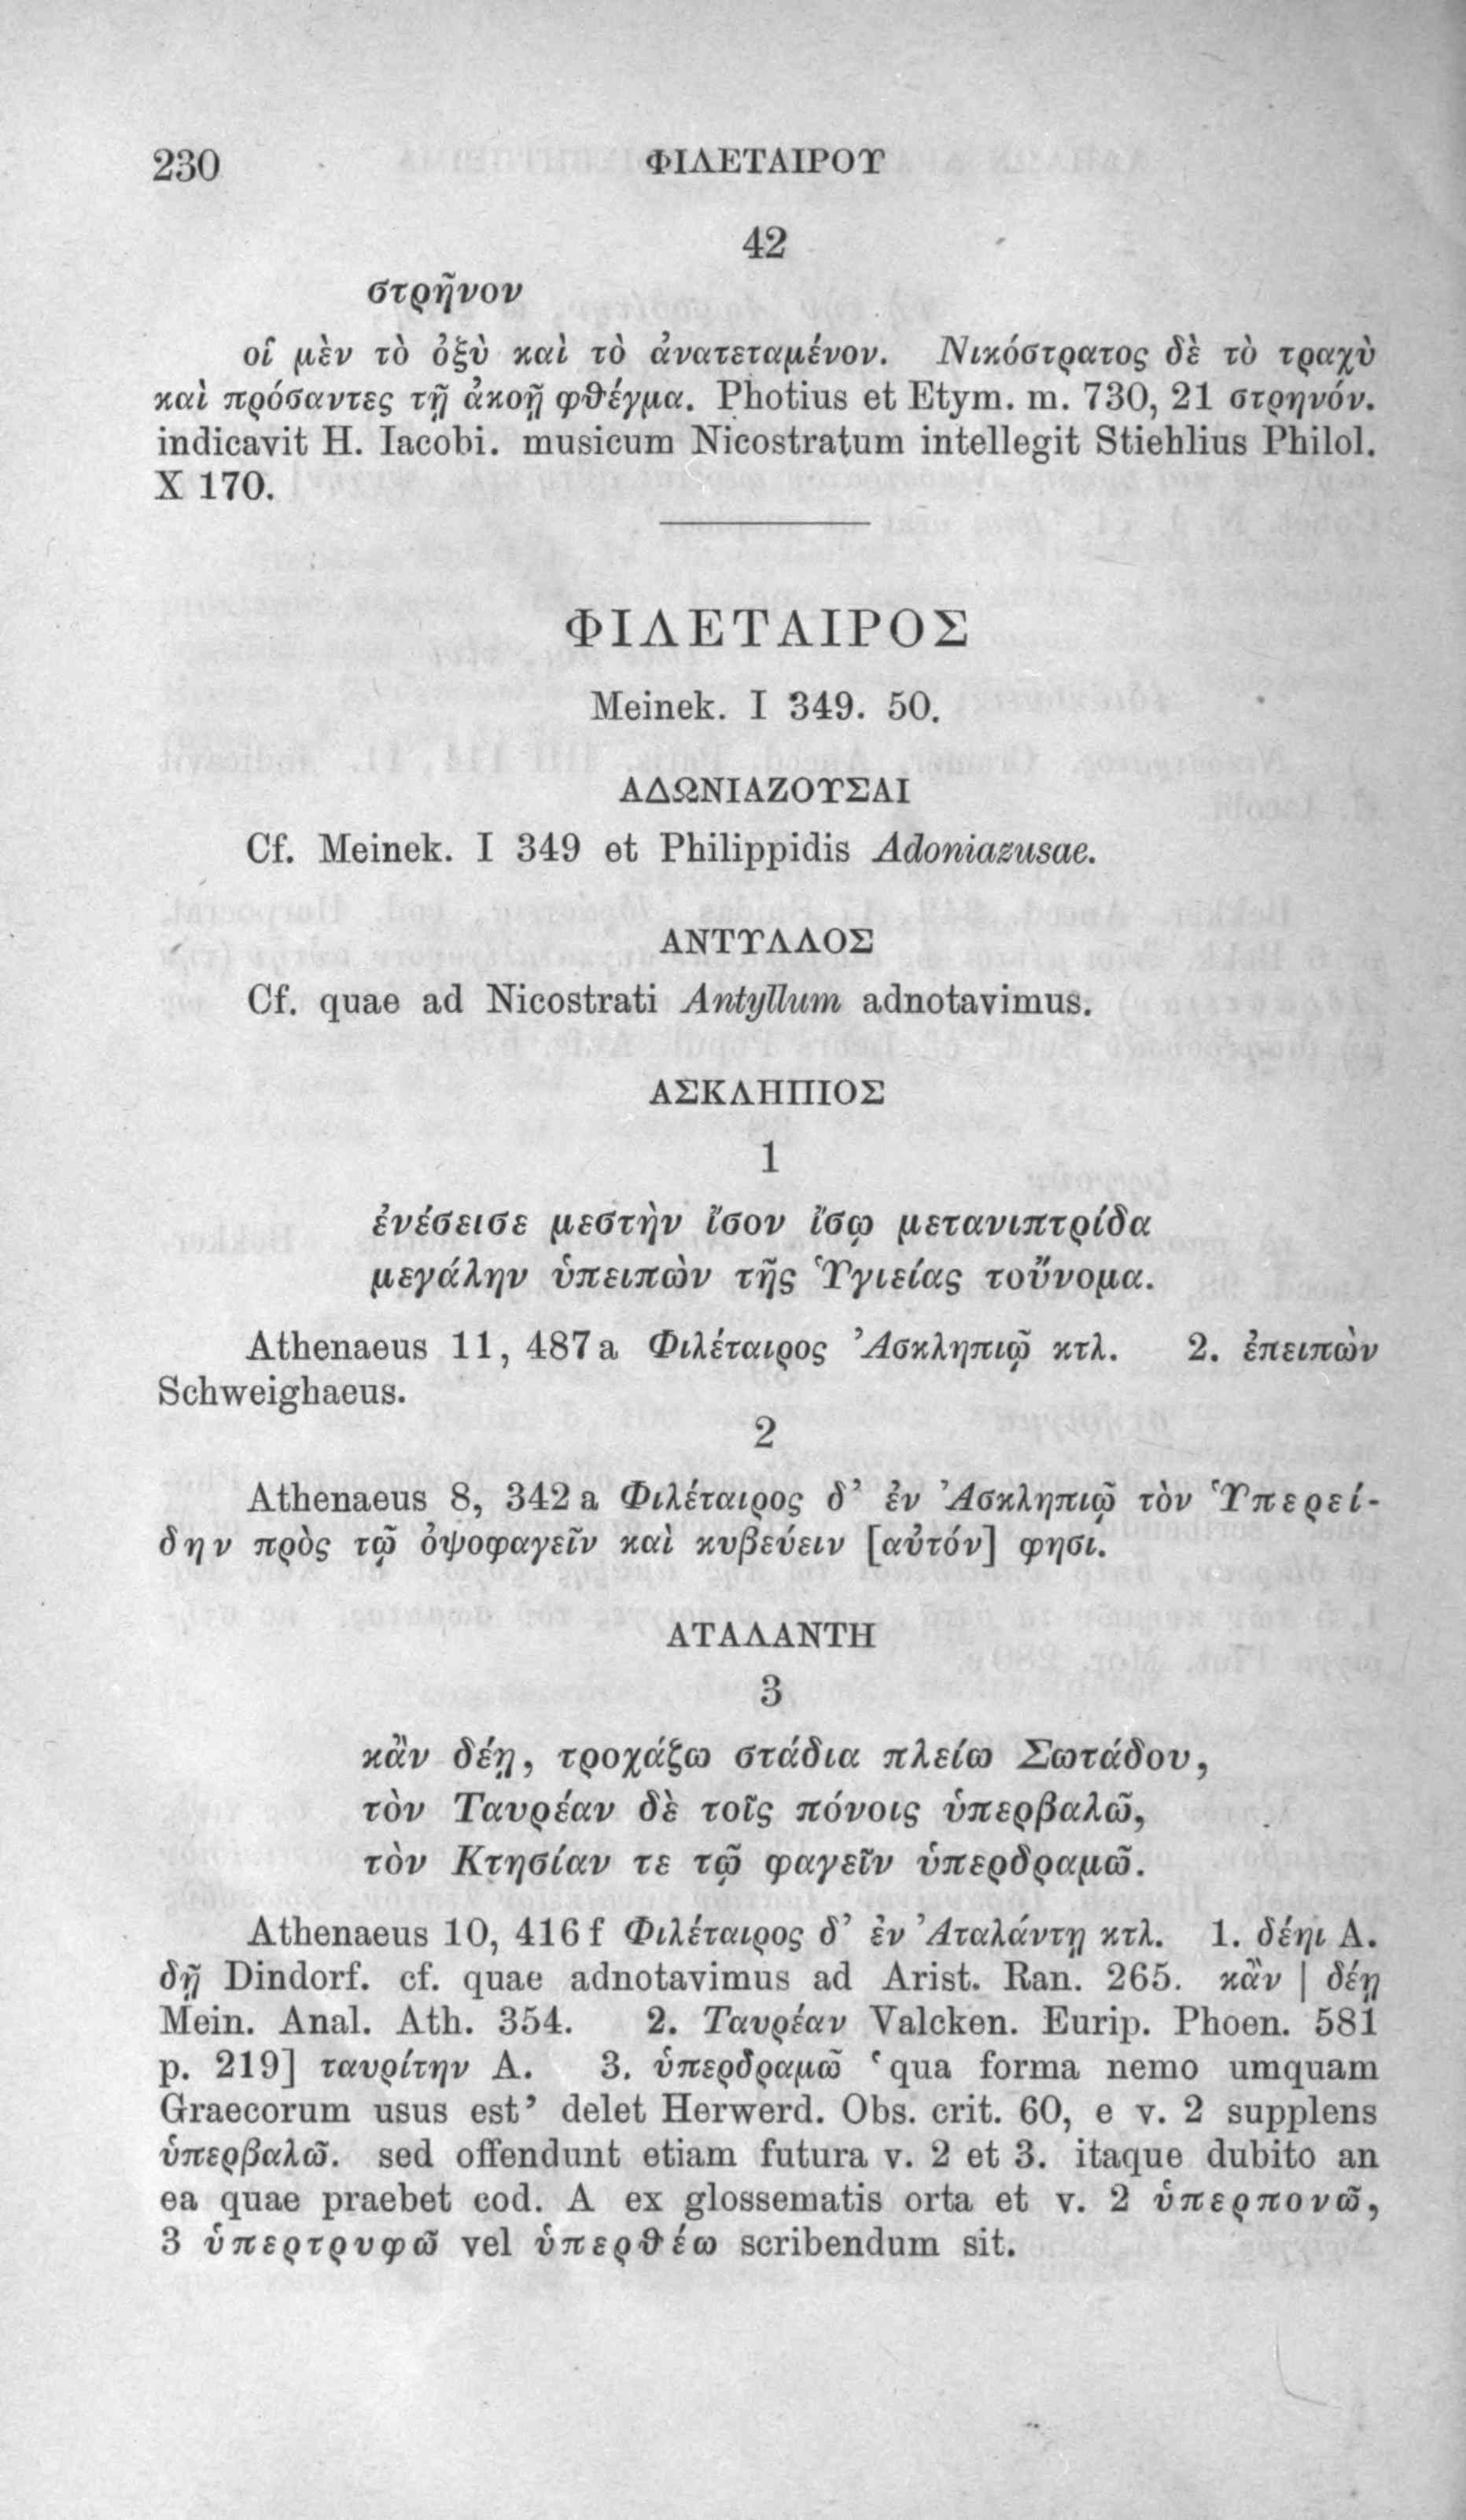 230 ΦΙΛΕΤΑΙΡΟΥ
42
στρῆνον
οἱ μὲν τὸ ὀξὺ καὶ τὸ ἀνατεταμένον. Νικόστρατος δὲ τὸ τραχὺ
καὶ πρόσαντες τῇ ἀκοῇ φθέγμα. Photius et Etym. m. 730, 21 στρηνόν.
indicavit H. Iacobi. musicum Nicostratum intellegit Stiehlius Philol.
X 170.
ΦΙΛΕΤΑΙΡΟΣ
Meinek. I 349. 50.
ΑΔΩΝΙΑΖΟΥΣΑΙ
Cf. Meinek. I 349 et Philippidis Adoniazusae.
ΑΝΤΥΛΛΟΣ
Cf. quae ad Nicostrati Antyllum adnotavimus.
ΑΣΚΛΗΠΙΟΣ
1
ἐνέσεισε μεστὴν ἴσον ἴσῳ μετανιπτρίδα
μεγάλην ὑπειπὼν τῆς Ὑγιείας τοὔνομα.
Athenaeus 11, 487 a Φιλέταιρος Ἀσκληπιῷ κτλ. 2. ἐπειπὼν
Schweighaeus.
2
Athenaeus 8, 342 a Φιλέταιρος δ’ ἐν Ἀσκληπιῷ τὸν Ὑπερεί-
δην πρὸς τῷ ὀψοφαγεῖν καὶ κυβεύειν [αὐτόν] φησι.
ΑΤΑΛΑΝΤΗ
3
κἂν δέῃ, τροχάζω στάδια πλείω Σωτάδου,
τὸν Ταυρέαν δὲ τοῖς πόνοις ὑπερβαλῶ,
τὸν Κτησίαν τε τῷ φαγεῖν ὑπερδραμῶ.
Athenaeus 10, 416 f Φιλέταιρος δ’ ἐν Ἀταλάντῃ κτλ. 1. δέηι A.
δῇ Dindorf. cf. quae adnotavimus ad Arist. Ran. 265. κἂν | δέῃ
Mein. Anal. Ath. 354. 2. Ταυρέαν Valcken. Eurip. Phoen. 581
p. 219] ταυρίτην A. 3. ὑπερδραμῶ ‘qua forma nemo umquam
Graecorum usus est’ delet Herwerd. Obs. crit. 60, e v. 2 supplens
ὑπερβαλῶ. sed offendunt etiam futura v. 2 et 3. itaque dubito an
ea quae praebet cod. A ex glossematis orta et v. 2 ὑπερπονῶ,
3 ὑπερτρυφῶ vel ὑπερθέω scribendum sit.